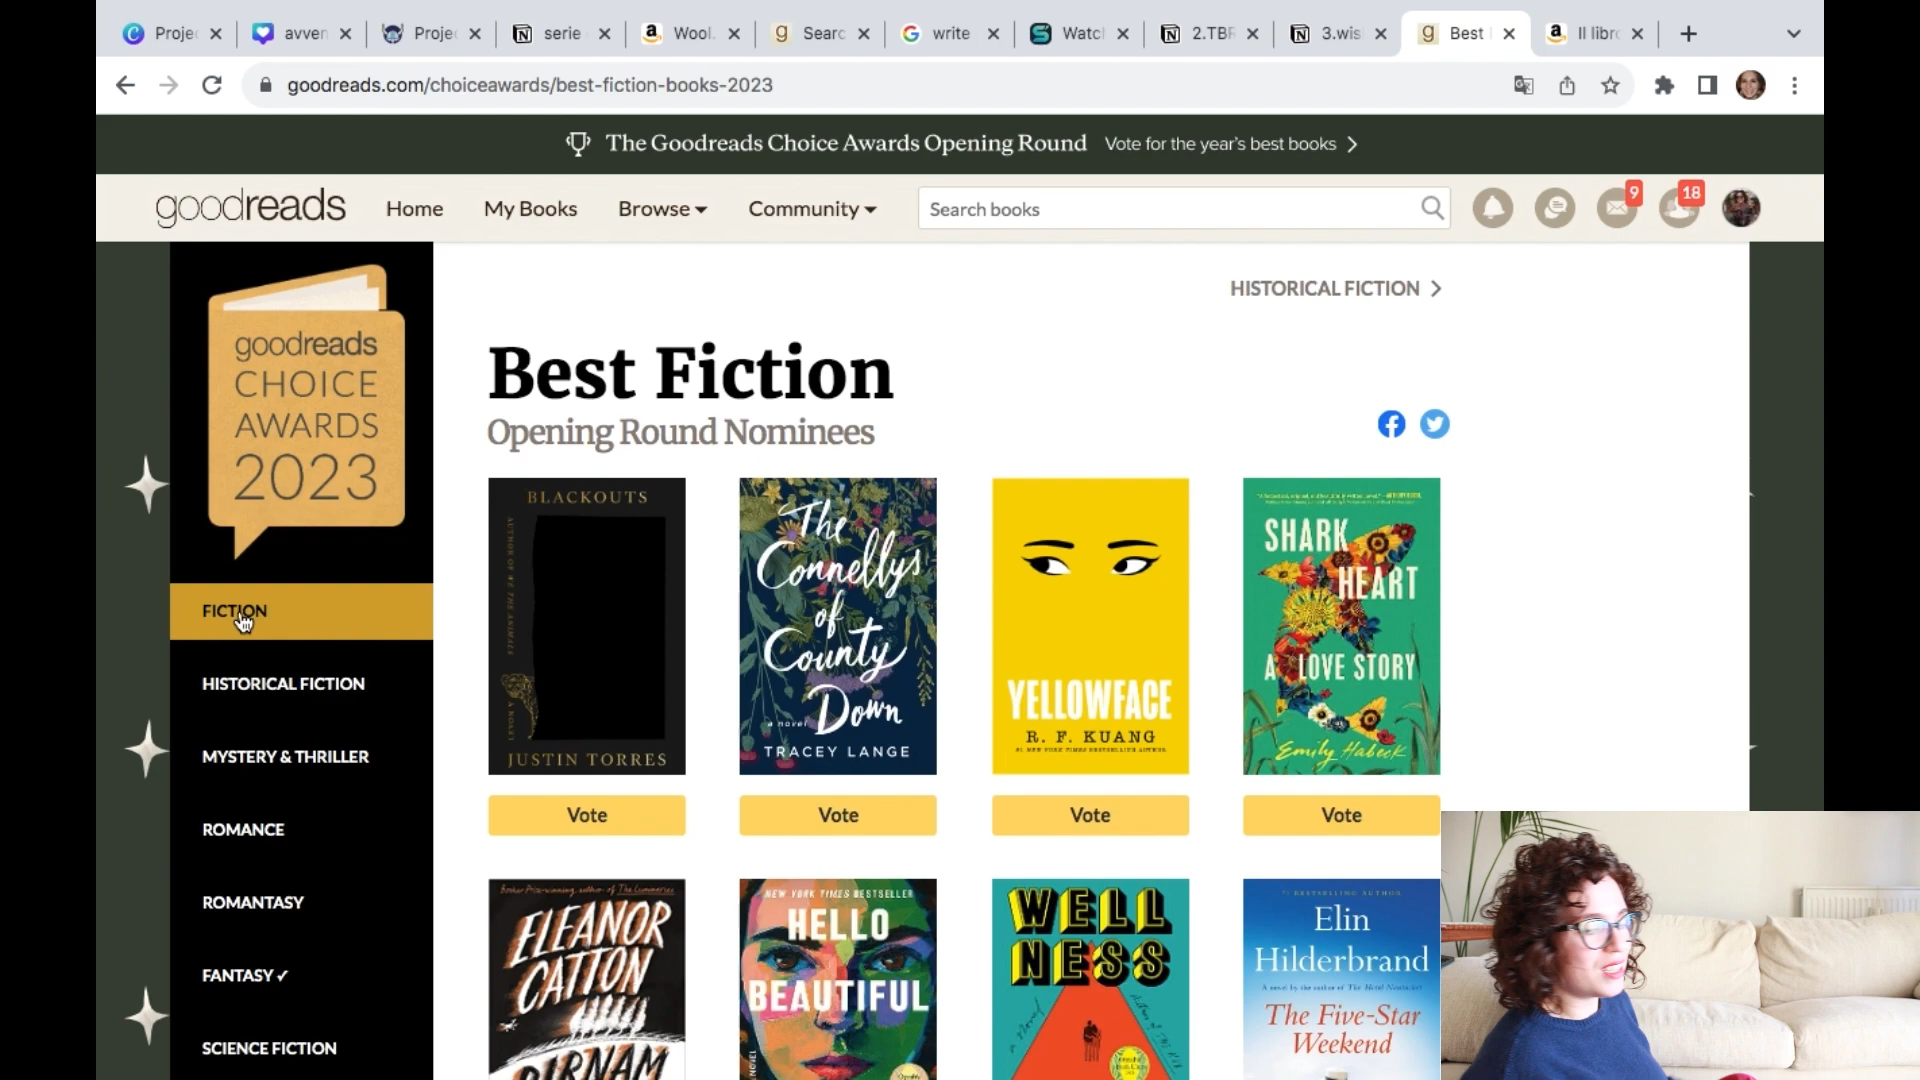 Projec
avven
Projec
serie
Wool.
Searc
write
Watch
2.TBR
3.wis
Best
Il libro
goodreads.com/choiceawards/best-fiction-books-2023
The Goodreads Choice Awards Opening Round Vote for the year's best books
goodreads
Home
My Books
Browse
Community
Search books
9
18
goodreads
CHOICE
AWARDS
2023
FICTION
HISTORICAL FICTION
MYSTERY & THRILLER
ROMANCE
ROMANTASY
FANTASY ✓
SCIENCE FICTION
HISTORICAL FICTION
Best Fiction
Opening Round Nominees
BLACKOUTS
AUTHOR OF WE THE ANIMALS
A NOVEL
JUSTIN TORRES
The
Connellys
of
County
Down
a novel
TRACEY LANGE
YELLOWFACE
R. F. KUANG
#1 NEW YORK TIMES BESTSELLING AUTHOR
SHARK
HEART
A LOVE STORY
Emily Habeck
Vote
Vote
Vote
Vote
Booker Prize-winning author of The Luminaries
ELEANOR
CATTON
BIRNAM
NEW YORK TIMES BESTSELLER
HELLO
BEAUTIFUL
NOVEL
WELL
NESS
a novel
#1 BESTSELLING AUTHOR
Elin
Hilderbrand
A novel by the author of The Hotel Nantucket
The Five-Star
Weekend